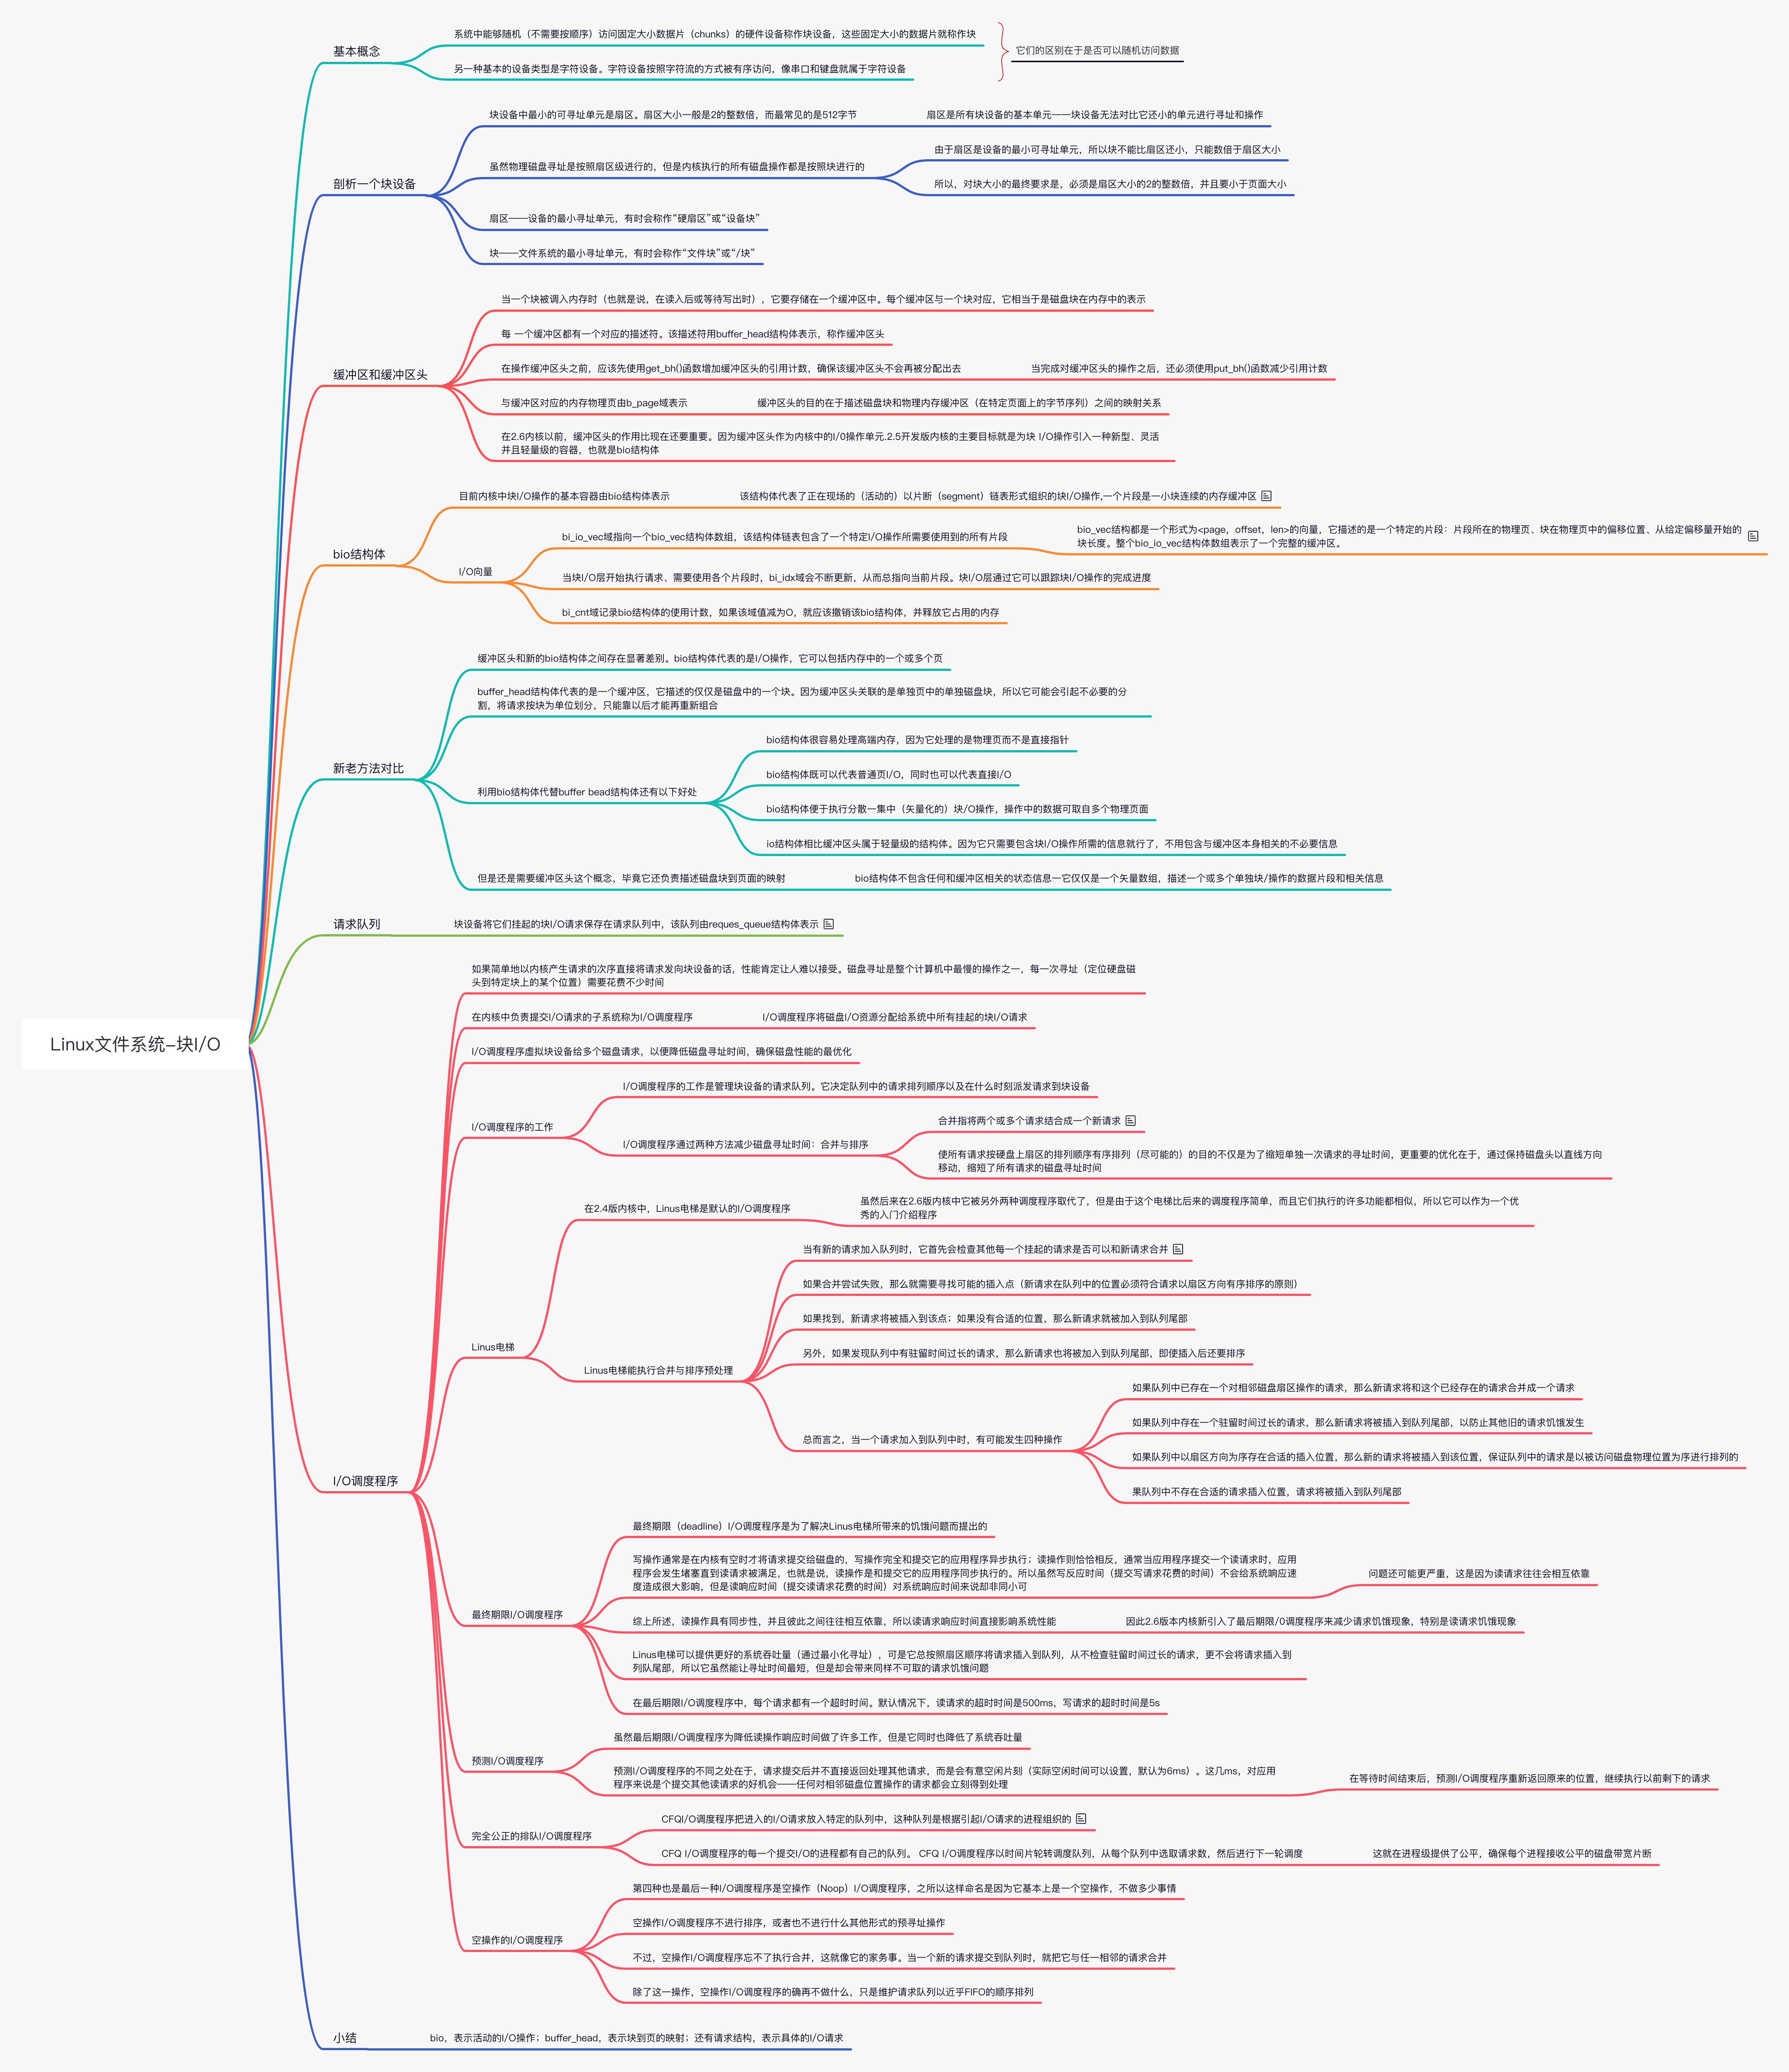 Linux文件系统-块I/O
基本概念
系统中能够随机（不需要按顺序）访问固定大小数据片（chunks）的硬件设备称作块设备，这些固定大小的数据片就称作块
另一种基本的设备类型是字符设备。字符设备按照字符流的方式被有序访问，像串口和键盘就属于字符设备
它们的区别在于是否可以随机访问数据
剖析一个块设备
块设备中最小的可寻址单元是扇区。扇区大小一般是2的整数倍，而最常见的是512字节
扇区是所有块设备的基本单元一一块设备无法对比它还小的单元进行寻址和操作
虽然物理磁盘寻址是按照扇区级进行的，但是内核执行的所有磁盘操作都是按照块进行的
由于扇区是设备的最小可寻址单元，所以块不能比扇区还小，只能数倍于扇区大小
所以，对块大小的最终要求是，必须是扇区大小的2的整数倍，并且要小于页面大小
扇区——设备的最小寻址单元，有时会称作“硬扇区”或“设备块”
块——文件系统的最小寻址单元，有时会称作“文件块”或“/块”
缓冲区和缓冲区头
当一个块被调入内存时（也就是说，在读入后或等待写出时），它要存储在一个缓冲区中。每个缓冲区与一个块对应，它相当于是磁盘块在内存中的表示
每 一个缓冲区都有一个对应的描述符。该描述符用buffer_head结构体表示，称作缓冲区头
在操作缓冲区头之前，应该先使用get_bh()函数增加缓冲区头的引用计数，确保该缓冲区头不会再被分配出去
当完成对缓冲区头的操作之后，还必须使用put_bh()函数减少引用计数
与缓冲区对应的内存物理页由b_page域表示
缓冲区头的目的在于描述磁盘块和物理内存缓冲区（在特定页面上的字节序列）之间的映射关系
在2.6内核以前，缓冲区头的作用比现在还要重要。因为缓冲区头作为内核中的I/0操作单元.2.5开发版内核的主要目标就是为块 I/O操作引入一种新型、灵活
并且轻量级的容器，也就是bio结构体
bio结构体
目前内核中块I/O操作的基本容器由bio结构体表示
该结构体代表了正在现场的（活动的）以片断（segment）链表形式组织的块I/O操作,一个片段是一小块连续的内存缓冲区
I/O向量
bi_io_vec域指向一个bio_vec结构体数组，该结构体链表包含了一个特定I/O操作所需要使用到的所有片段
bio_vec结构都是一个形式为<page，offset，len>的向量，它描述的是一个特定的片段：片段所在的物理页、块在物理页中的偏移位置、从给定偏移量开始的
块长度。整个bio_io_vec结构体数组表示了一个完整的缓冲区。
当块I/O层开始执行请求、需要使用各个片段时，bi_idx域会不断更新，从而总指向当前片段。块I/O层通过它可以跟踪块I/O操作的完成进度
bi_cnt域记录bio结构体的使用计数，如果该域值减为O，就应该撤销该bio结构体，并释放它占用的内存
新老方法对比
缓冲区头和新的bio结构体之间存在显著差别。bio结构体代表的是I/O操作，它可以包括内存中的一个或多个页
buffer_head结构体代表的是一个缓冲区，它描述的仅仅是磁盘中的一个块。因为缓冲区头关联的是单独页中的单独磁盘块，所以它可能会引起不必要的分
割，将请求按块为单位划分，只能靠以后才能再重新组合
利用bio结构体代替buffer bead结构体还有以下好处
bio结构体很容易处理高端内存，因为它处理的是物理页而不是直接指针
bio结构体既可以代表普通页I/O，同时也可以代表直接I/O
bio结构体便于执行分散一集中（矢量化的）块/O操作，操作中的数据可取自多个物理页面
io结构体相比缓冲区头属于轻量级的结构体。因为它只需要包含块I/O操作所需的信息就行了，不用包含与缓冲区本身相关的不必要信息
但是还是需要缓冲区头这个概念，毕竟它还负责描述磁盘块到页面的映射
bio结构体不包含任何和缓冲区相关的状态信息一它仅仅是一个矢量数组，描述一个或多个单独块/操作的数据片段和相关信息
请求队列
块设备将它们挂起的块I/O请求保存在请求队列中，该队列由reques_queue结构体表示
I/O调度程序
如果简单地以内核产生请求的次序直接将请求发向块设备的话，性能肯定让人难以接受。磁盘寻址是整个计算机中最慢的操作之一，每一次寻址（定位硬盘磁
头到特定块上的某个位置）需要花费不少时间
在内核中负责提交I/O请求的子系统称为I/O调度程序
I/O调度程序将磁盘I/O资源分配给系统中所有挂起的块I/O请求
I/O调度程序虚拟块设备给多个磁盘请求，以便降低磁盘寻址时间，确保磁盘性能的最优化
I/O调度程序的工作
I/O调度程序的工作是管理块设备的请求队列。它决定队列中的请求排列顺序以及在什么时刻派发请求到块设备
I/O调度程序通过两种方法减少磁盘寻址时间：合并与排序
合并指将两个或多个请求结合成一个新请求
使所有请求按硬盘上扇区的排列顺序有序排列（尽可能的）的目的不仅是为了缩短单独一次请求的寻址时间，更重要的优化在于，通过保持磁盘头以直线方向
移动，缩短了所有请求的磁盘寻址时间
Linus电梯
在2.4版内核中，Linus电梯是默认的I/O调度程序
虽然后来在2.6版内核中它被另外两种调度程序取代了，但是由于这个电梯比后来的调度程序简单，而且它们执行的许多功能都相似，所以它可以作为一个优
秀的入门介绍程序
Linus电梯能执行合并与排序预处理
当有新的请求加入队列时，它首先会检查其他每一个挂起的请求是否可以和新请求合并
如果合并尝试失败，那么就需要寻找可能的插入点（新请求在队列中的位置必须符合请求以扇区方向有序排序的原则）
如果找到，新请求将被插入到该点；如果没有合适的位置，那么新请求就被加入到队列尾部
另外，如果发现队列中有驻留时间过长的请求，那么新请求也将被加入到队列尾部，即使插入后还要排序
总而言之，当一个请求加入到队列中时，有可能发生四种操作
如果队列中已存在一个对相邻磁盘扇区操作的请求，那么新请求将和这个已经存在的请求合并成一个请求
如果队列中存在一个驻留时间过长的请求，那么新请求将被插入到队列尾部，以防止其他旧的请求饥饿发生
如果队列中以扇区方向为序存在合适的插入位置，那么新的请求将被插入到该位置，保证队列中的请求是以被访问磁盘物理位置为序进行排列的
果队列中不存在合适的请求插入位置，请求将被插入到队列尾部
最终期限I/O调度程序
最终期限（deadline）I/O调度程序是为了解决Linus电梯所带来的饥饿问题而提出的
写操作通常是在内核有空时才将请求提交给磁盘的，写操作完全和提交它的应用程序异步执行；读操作则恰恰相反，通常当应用程序提交一个读请求时，应用
程序会发生堵塞直到读请求被满足，也就是说，读操作是和提交它的应用程序同步执行的。所以虽然写反应时间（提交写请求花费的时间）不会给系统响应速
度造成很大影响，但是读响应时间（提交读请求花费的时间）对系统响应时间来说却非同小可
问题还可能更严重，这是因为读请求往往会相互依靠
综上所述，读操作具有同步性，并且彼此之间往往相互依靠，所以读请求响应时间直接影响系统性能
因此2.6版本内核新引入了最后期限/0调度程序来减少请求饥饿现象，特别是读请求饥饿现象
Linus电梯可以提供更好的系统吞吐量（通过最小化寻址），可是它总按照扇区顺序将请求插入到队列，从不检查驻留时间过长的请求，更不会将请求插入到
列队尾部，所以它虽然能让寻址时间最短，但是却会带来同样不可取的请求饥饿问题
在最后期限I/O调度程序中，每个请求都有一个超时时间。默认情况下，读请求的超时时间是500ms，写请求的超时时间是5s
预测I/O调度程序
虽然最后期限I/O调度程序为降低读操作响应时间做了许多工作，但是它同时也降低了系统吞吐量
预测I/O调度程序的不同之处在于，请求提交后并不直接返回处理其他请求，而是会有意空闲片刻（实际空闲时间可以设置，默认为6ms）。这几ms，对应用
程序来说是个提交其他读请求的好机会——任何对相邻磁盘位置操作的请求都会立刻得到处理
在等待时间结束后，预测I/O调度程序重新返回原来的位置，继续执行以前剩下的请求
完全公正的排队I/O调度程序
CFQI/O调度程序把进入的I/O请求放入特定的队列中，这种队列是根据引起I/O请求的进程组织的
CFQ I/O调度程序的每一个提交I/O的进程都有自己的队列。 CFQ I/O调度程序以时间片轮转调度队列，从每个队列中选取请求数，然后进行下一轮调度
这就在进程级提供了公平，确保每个进程接收公平的磁盘带宽片断
空操作的I/O调度程序
第四种也是最后一种I/O调度程序是空操作（Noop）I/O调度程序，之所以这样命名是因为它基本上是一个空操作，不做多少事情
空操作I/O调度程序不进行排序，或者也不进行什么其他形式的预寻址操作
不过，空操作I/O调度程序忘不了执行合并，这就像它的家务事。当一个新的请求提交到队列时，就把它与任一相邻的请求合并
除了这一操作，空操作I/O调度程序的确再不做什么，只是维护请求队列以近乎FIFO的顺序排列
小结
bio，表示活动的I/O操作；buffer_head，表示块到页的映射；还有请求结构，表示具体的I/O请求